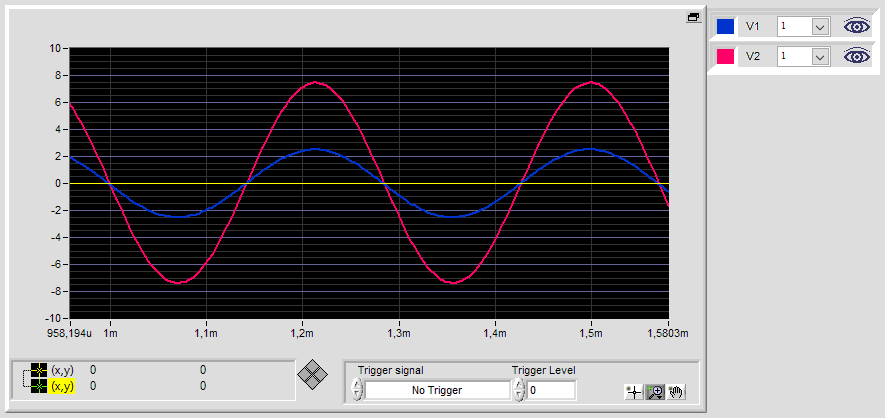 V1 1
V2 1
10
8
6
4
2
0
-2
-4
-6
-8
-10
958,194u 1m 1,1m 1,2m 1,3m 1,4m 1,5m 1,5803m
(x,y) 0 0
(x,y) 0 0
Trigger signal Trigger Level
No Trigger 0